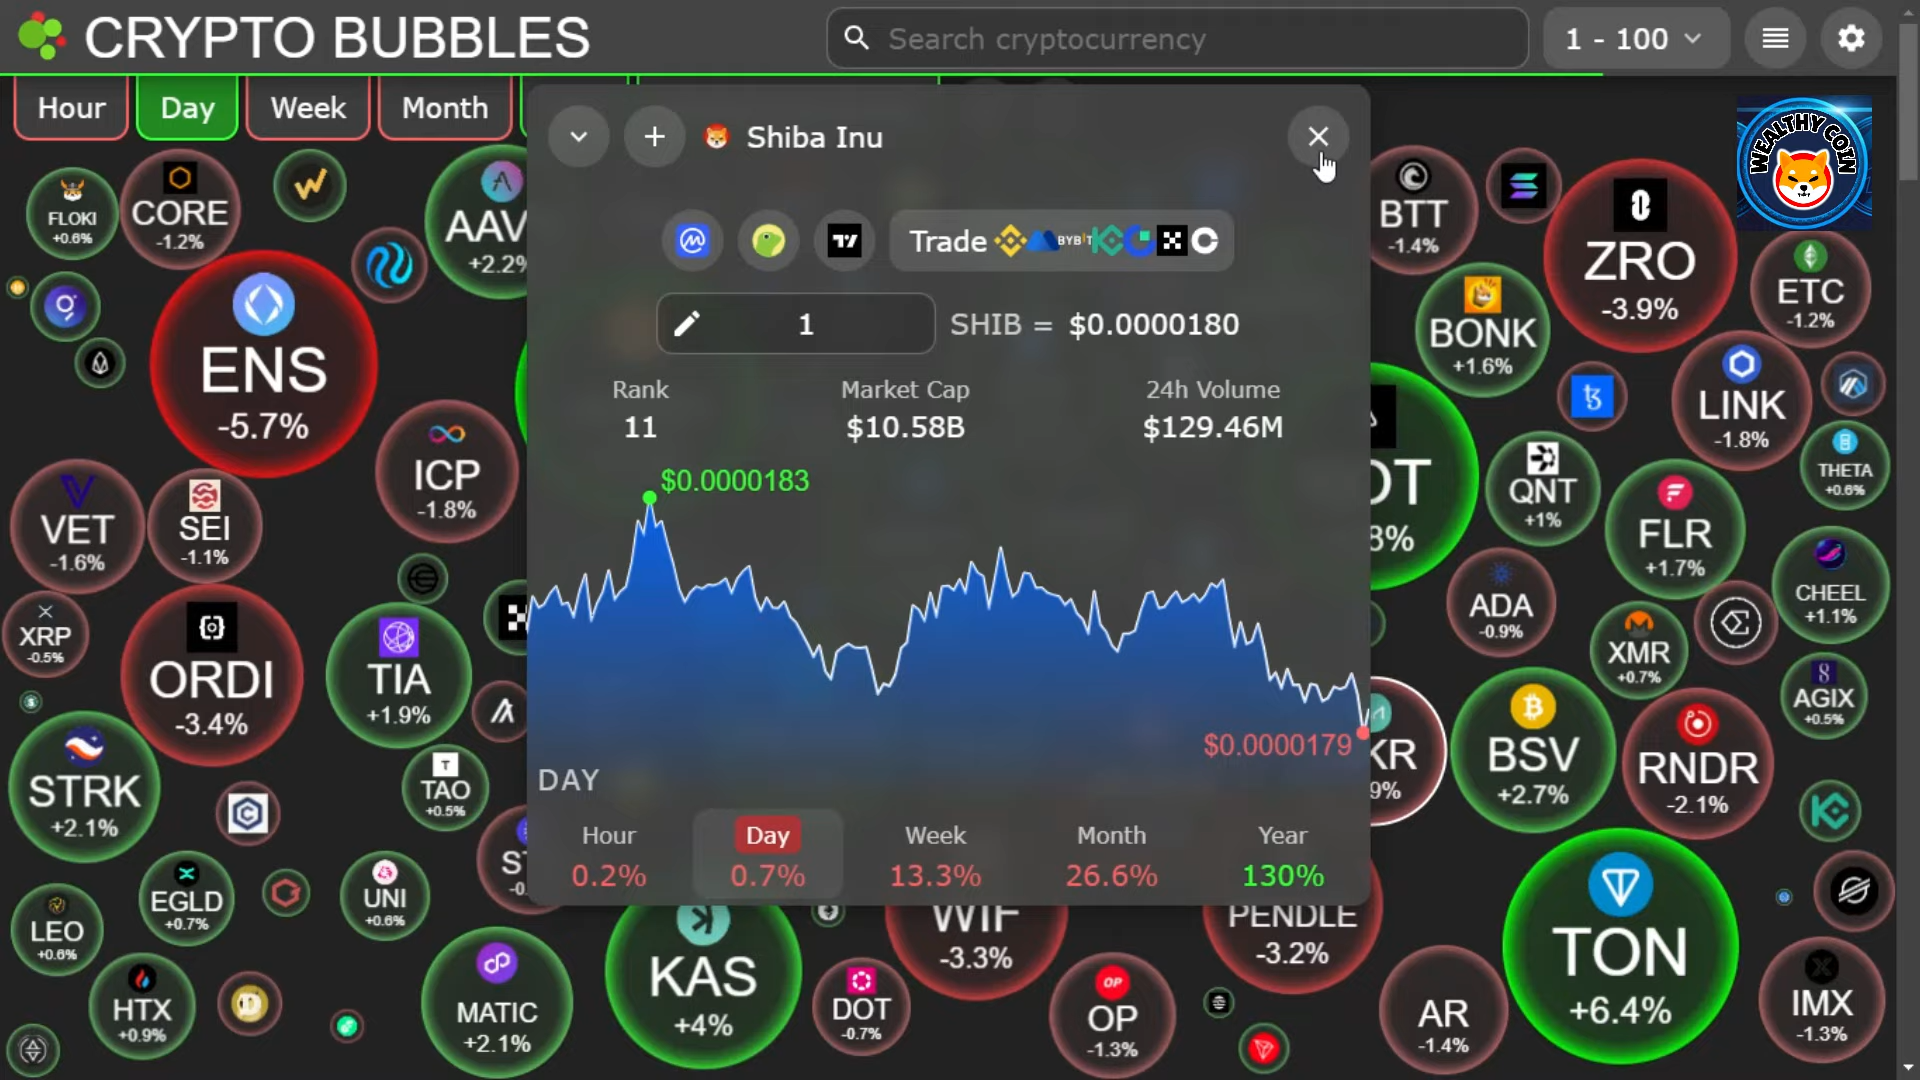 CRYPTO BUBBLES
Search cryptocurrency
1 - 100
Hour
Day
Week
Month
Shiba Inu
WEALTHY COIN
Trade
BYBIT
1
SHIB = $0.0000180
Rank
11
Market Cap
$10.58B
24h Volume
$129.46M
$0.0000183
$0.0000179
DAY
Hour
0.2%
Day
0.7%
Week
13.3%
Month
26.6%
Year
130%
FLOKI
+0.6%
CORE
-1.2%
AAV
+2.2%
ENS
-5.7%
ICP
-1.8%
VET
-1.6%
SEI
-1.1%
XRP
-0.5%
ORDI
-3.4%
TIA
+1.9%
STRK
+2.1%
TAO
+0.5%
EGLD
+0.7%
UNI
+0.6%
LEO
+0.6%
HTX
+0.9%
MATIC
+2.1%
KAS
+4%
DOT
-0.7%
WIF
-3.3%
OP
-1.3%
PENDLE
-3.2%
AR
-1.4%
TON
+6.4%
IMX
-1.3%
BTT
-1.4%
ZRO
-3.9%
ETC
-1.2%
BONK
+1.6%
LINK
-1.8%
THETA
+0.6%
OT
8%
QNT
+1%
FLR
+1.7%
CHEEL
+1.1%
ADA
-0.9%
XMR
+0.7%
AGIX
+0.5%
KR
9%
BSV
+2.7%
RNDR
-2.1%